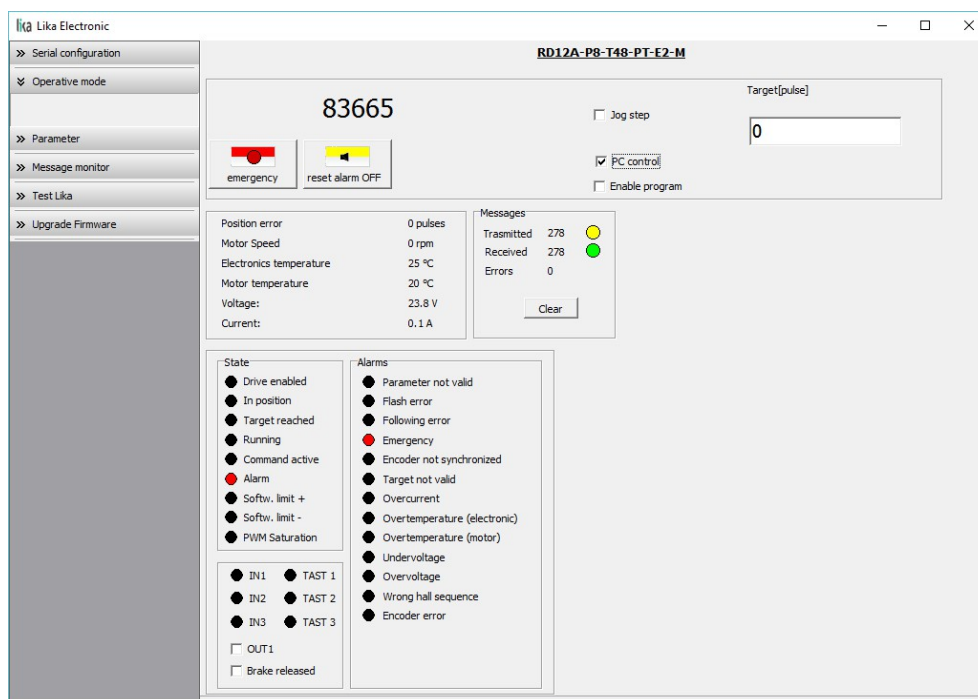 lika Lika Electronic
» Serial configuration
Operative mode
» Parameter
» Message monitor
» Test Lika
» Upgrade Firmware
RD12A-P8-T48-PT-E2-M
83665
emergency
reset alarm OFF
Jog step
PC control
Enable program
Target[pulse]
0
Position error 0 pulses
Motor Speed 0 rpm
Electronics temperature 25 ºC
Motor temperature 20 ºC
Voltage: 23.8 V
Current: 0.1 A
Messages
Trasmitted 278
Received 278
Errors 0
Clear
State
Drive enabled
In position
Target reached
Running
Command active
Alarm
Softw. limit +
Softw. limit -
PWM Saturation
Alarms
Parameter not valid
Flash error
Following error
Emergency
Encoder not synchronized
Target not valid
Overcurrent
Overtemperature (electronic)
Overtemperature (motor)
Undervoltage
Overvoltage
Wrong hall sequence
Encoder error
IN1 TAST 1
IN2 TAST 2
IN3 TAST 3
OUT1
Brake released